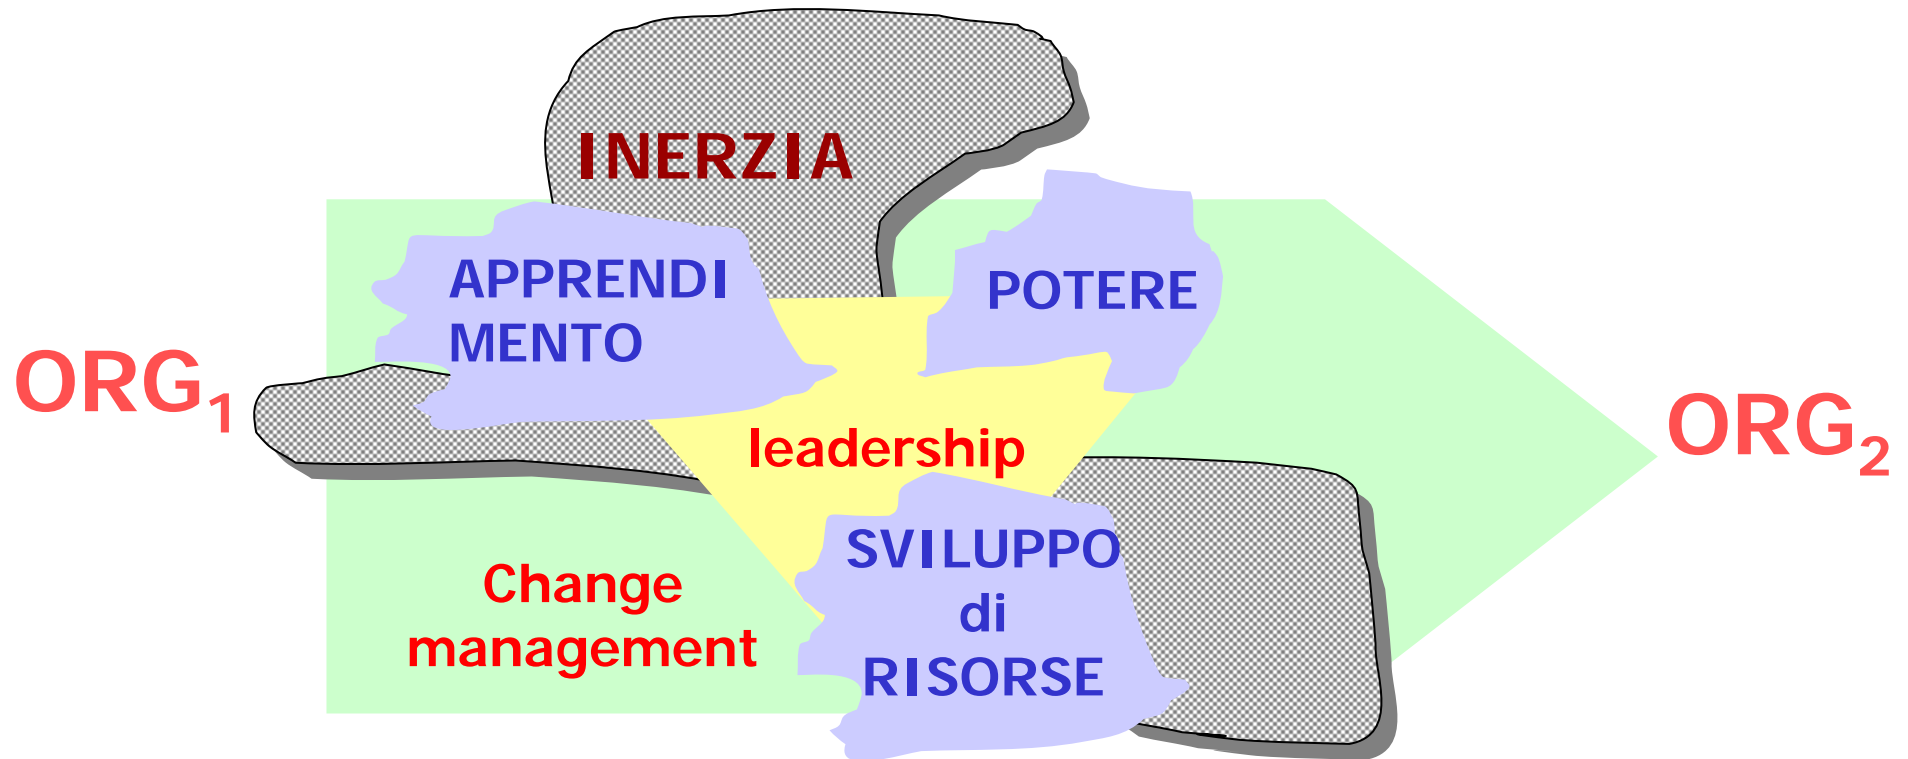 INERZIA
APPRENDI
MENTO
POTERE
ORG1
ORG2
leadership
Change
management
SVILUPPO
di
RISORSE